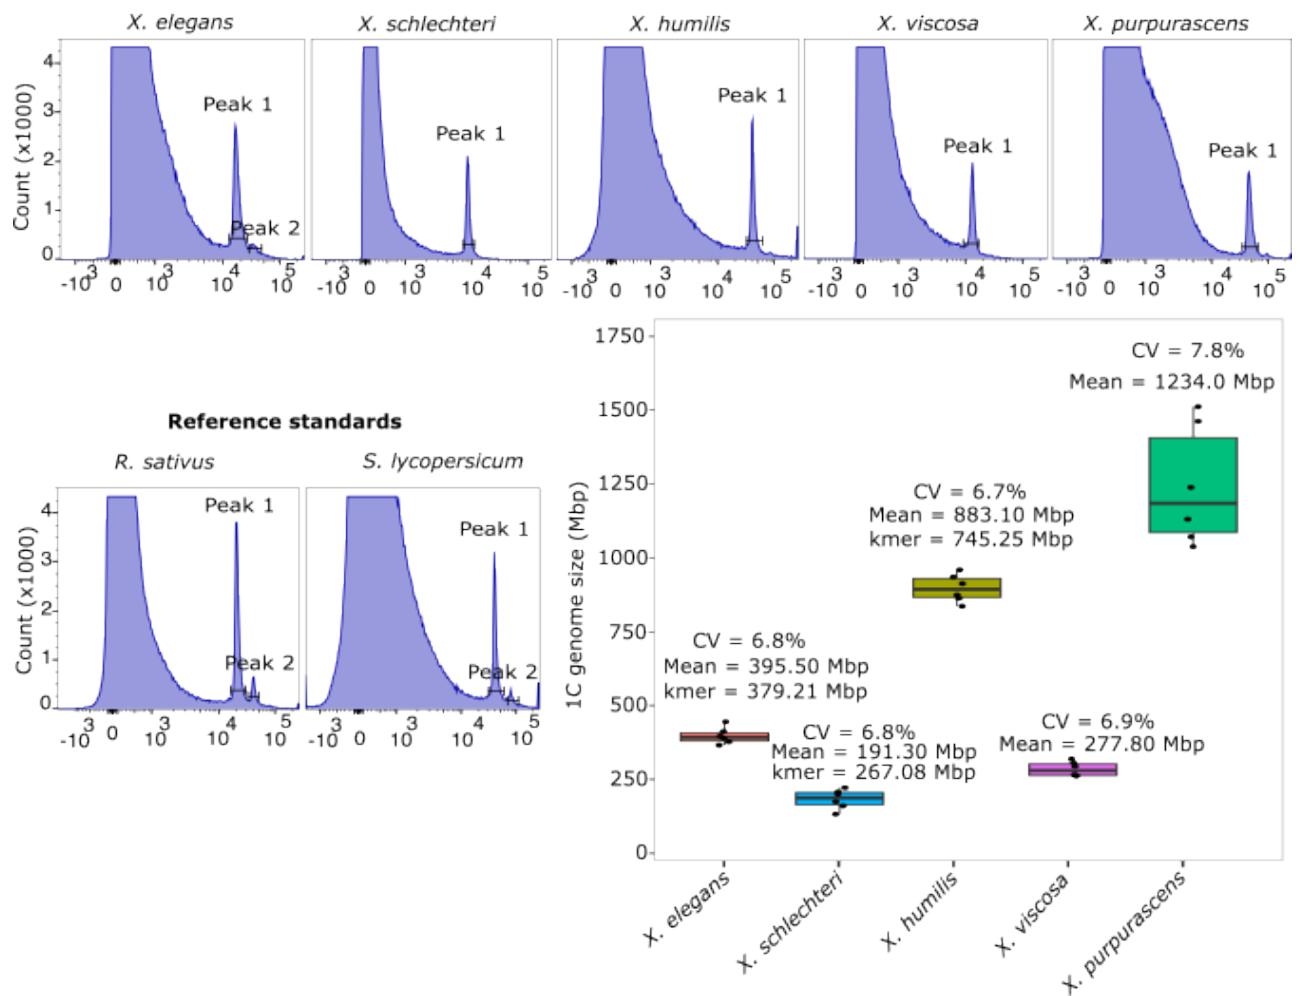 X. elegans
X. schlechteri
X. humilis
X. viscosa
X. purpurascens
Count (x1000)
4
3
2
1
0
Peak 1
Peak 2
-10³ 0 10³ 10⁴ 10⁵
Peak 1
-10³ 0 10³ 10⁴ 10⁵
Peak 1
-10³ 0 10³ 10⁴ 10⁵
Peak 1
-10³ 0 10³ 10⁴ 10⁵
Peak 1
-10³ 0 10³ 10⁴ 10⁵
Reference standards
R. sativus
S. lycopersicum
Count (x1000)
4
3
2
1
0
Peak 1
Peak 2
-10³ 0 10³ 10⁴ 10⁵
Peak 1
Peak 2
-10³ 0 10³ 10⁴ 10⁵
1C genome size (Mbp)
1750
1500
1250
1000
750
500
250
0
CV = 6.8%
Mean = 395.50 Mbp
kmer = 379.21 Mbp
CV = 6.8%
Mean = 191.30 Mbp
kmer = 267.08 Mbp
CV = 6.7%
Mean = 883.10 Mbp
kmer = 745.25 Mbp
CV = 6.9%
Mean = 277.80 Mbp
CV = 7.8%
Mean = 1234.0 Mbp
X. elegans
X. schlechteri
X. humilis
X. viscosa
X. purpurascens